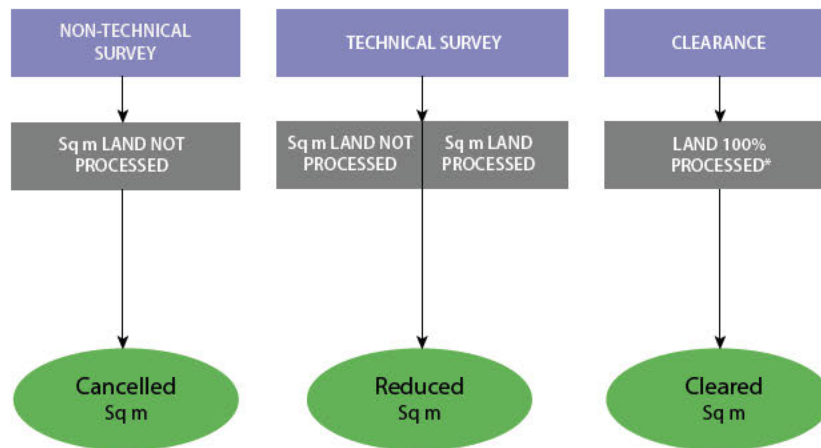 NON-TECHNICAL
SURVEY
TECHNICAL SURVEY
CLEARANCE
Sq m LAND NOT
PROCESSED
Sq m LAND NOT
PROCESSED
Sq m LAND
PROCESSED
LAND 100%
PROCESSED*
Cancelled
Sq m
Reduced
Sq m
Cleared
Sq m